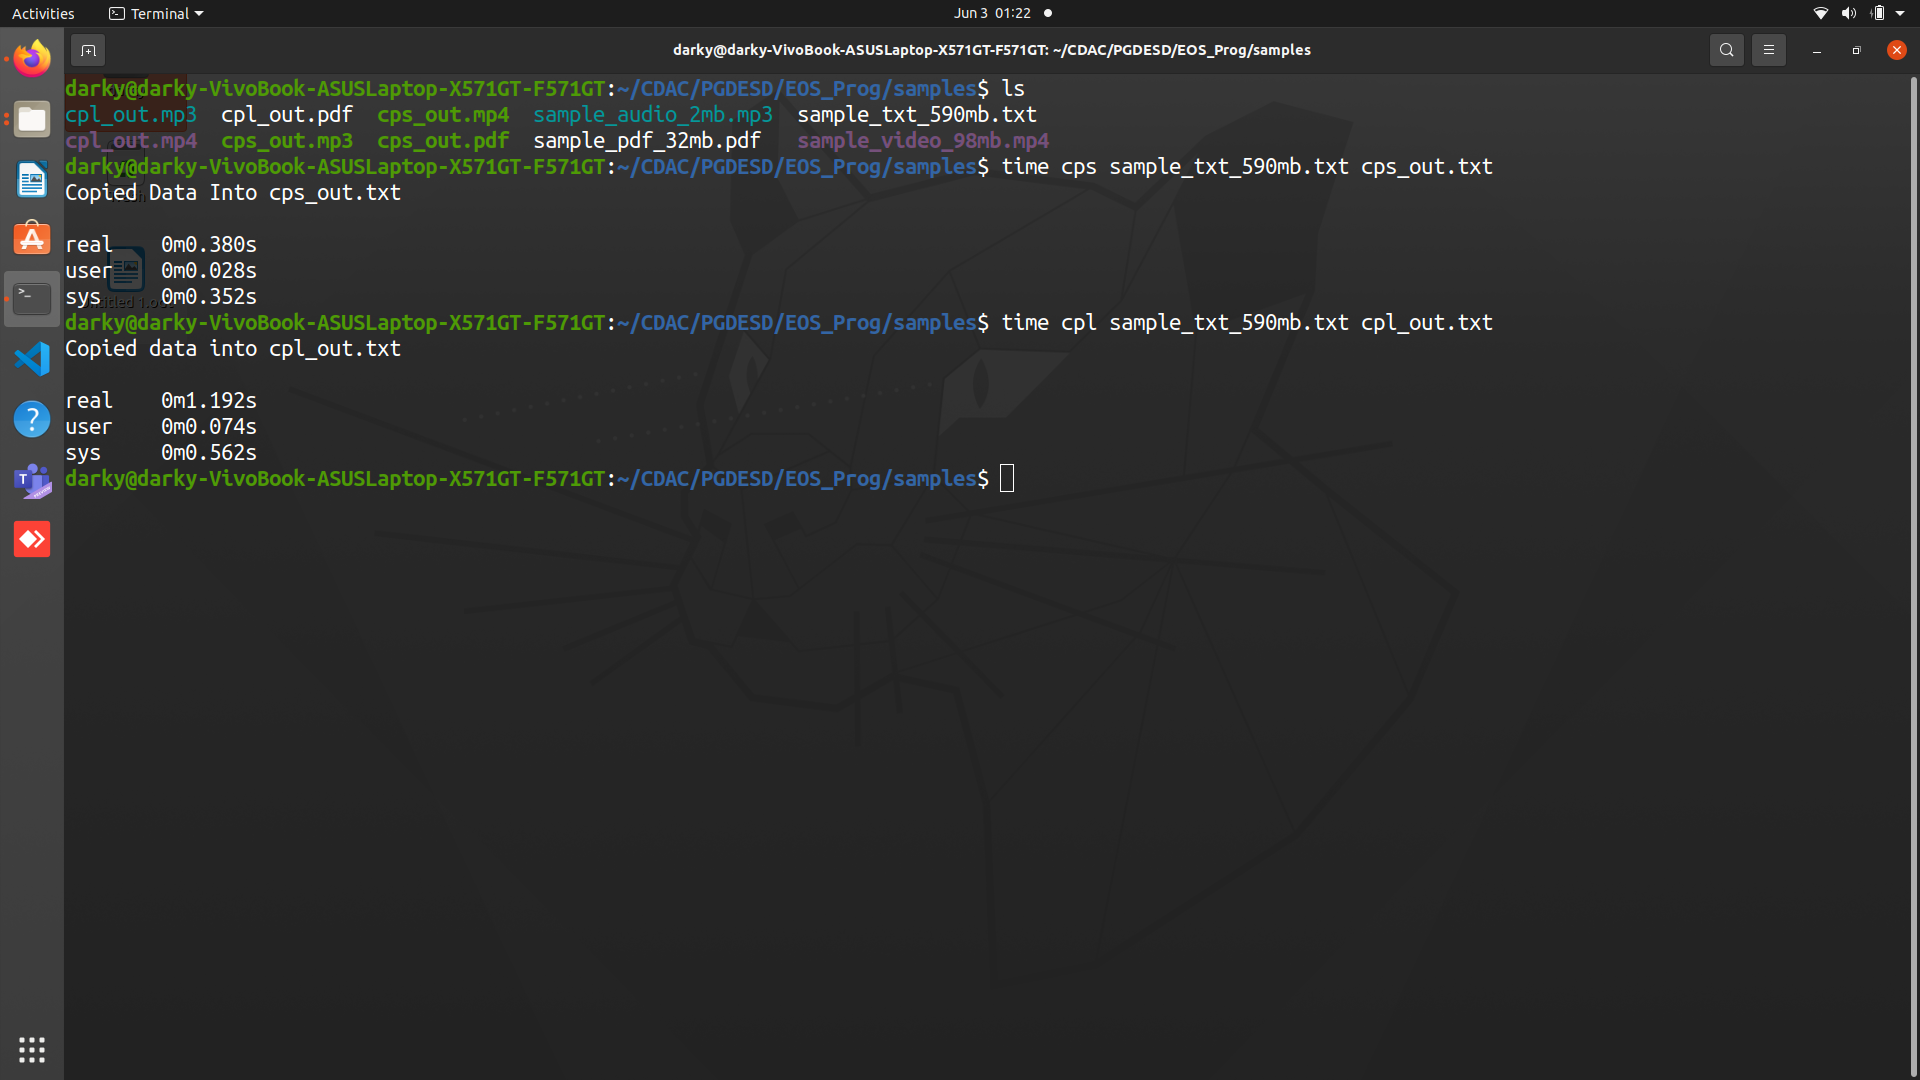 Activities Terminal Jun 3 01:22
darky@darky-VivoBook-ASUSLaptop-X571GT-F571GT: ~/CDAC/PGDESD/EOS_Prog/samples
darky@darky-VivoBook-ASUSLaptop-X571GT-F571GT:~/CDAC/PGDESD/EOS_Prog/samples$ ls
cpl_out.mp3 cpl_out.pdf cps_out.mp4 sample_audio_2mb.mp3 sample_txt_590mb.txt
cpl_out.mp4 cps_out.mp3 cps_out.pdf sample_pdf_32mb.pdf sample_video_98mb.mp4
darky@darky-VivoBook-ASUSLaptop-X571GT-F571GT:~/CDAC/PGDESD/EOS_Prog/samples$ time cps sample_txt_590mb.txt cps_out.txt
Copied Data Into cps_out.txt
real 0m0.380s
user 0m0.028s
sys 0m0.352s
darky@darky-VivoBook-ASUSLaptop-X571GT-F571GT:~/CDAC/PGDESD/EOS_Prog/samples$ time cpl sample_txt_590mb.txt cpl_out.txt
Copied data into cpl_out.txt
real 0m1.192s
user 0m0.074s
sys 0m0.562s
darky@darky-VivoBook-ASUSLaptop-X571GT-F571GT:~/CDAC/PGDESD/EOS_Prog/samples$